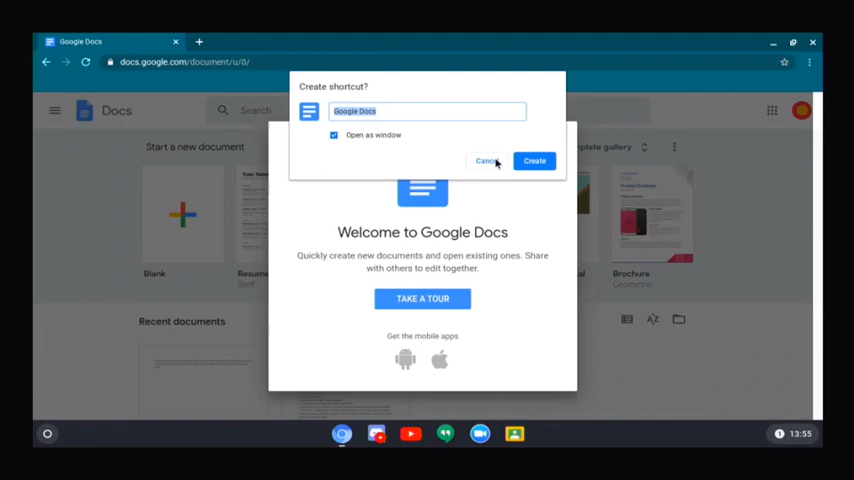 Google Docs
docs.google.com/document/u/0/
Create shortcut?
Google Docs
Open as window
Create
Docs
Search
Start a new document
template gallery
Welcome to Google Docs
Quickly create new documents and open existing ones. Share
with others to edit together.
TAKE A TOUR
Get the mobile apps
Blank
Resume
Serif
Brochure
Geometric
Recent documents
1
13:55